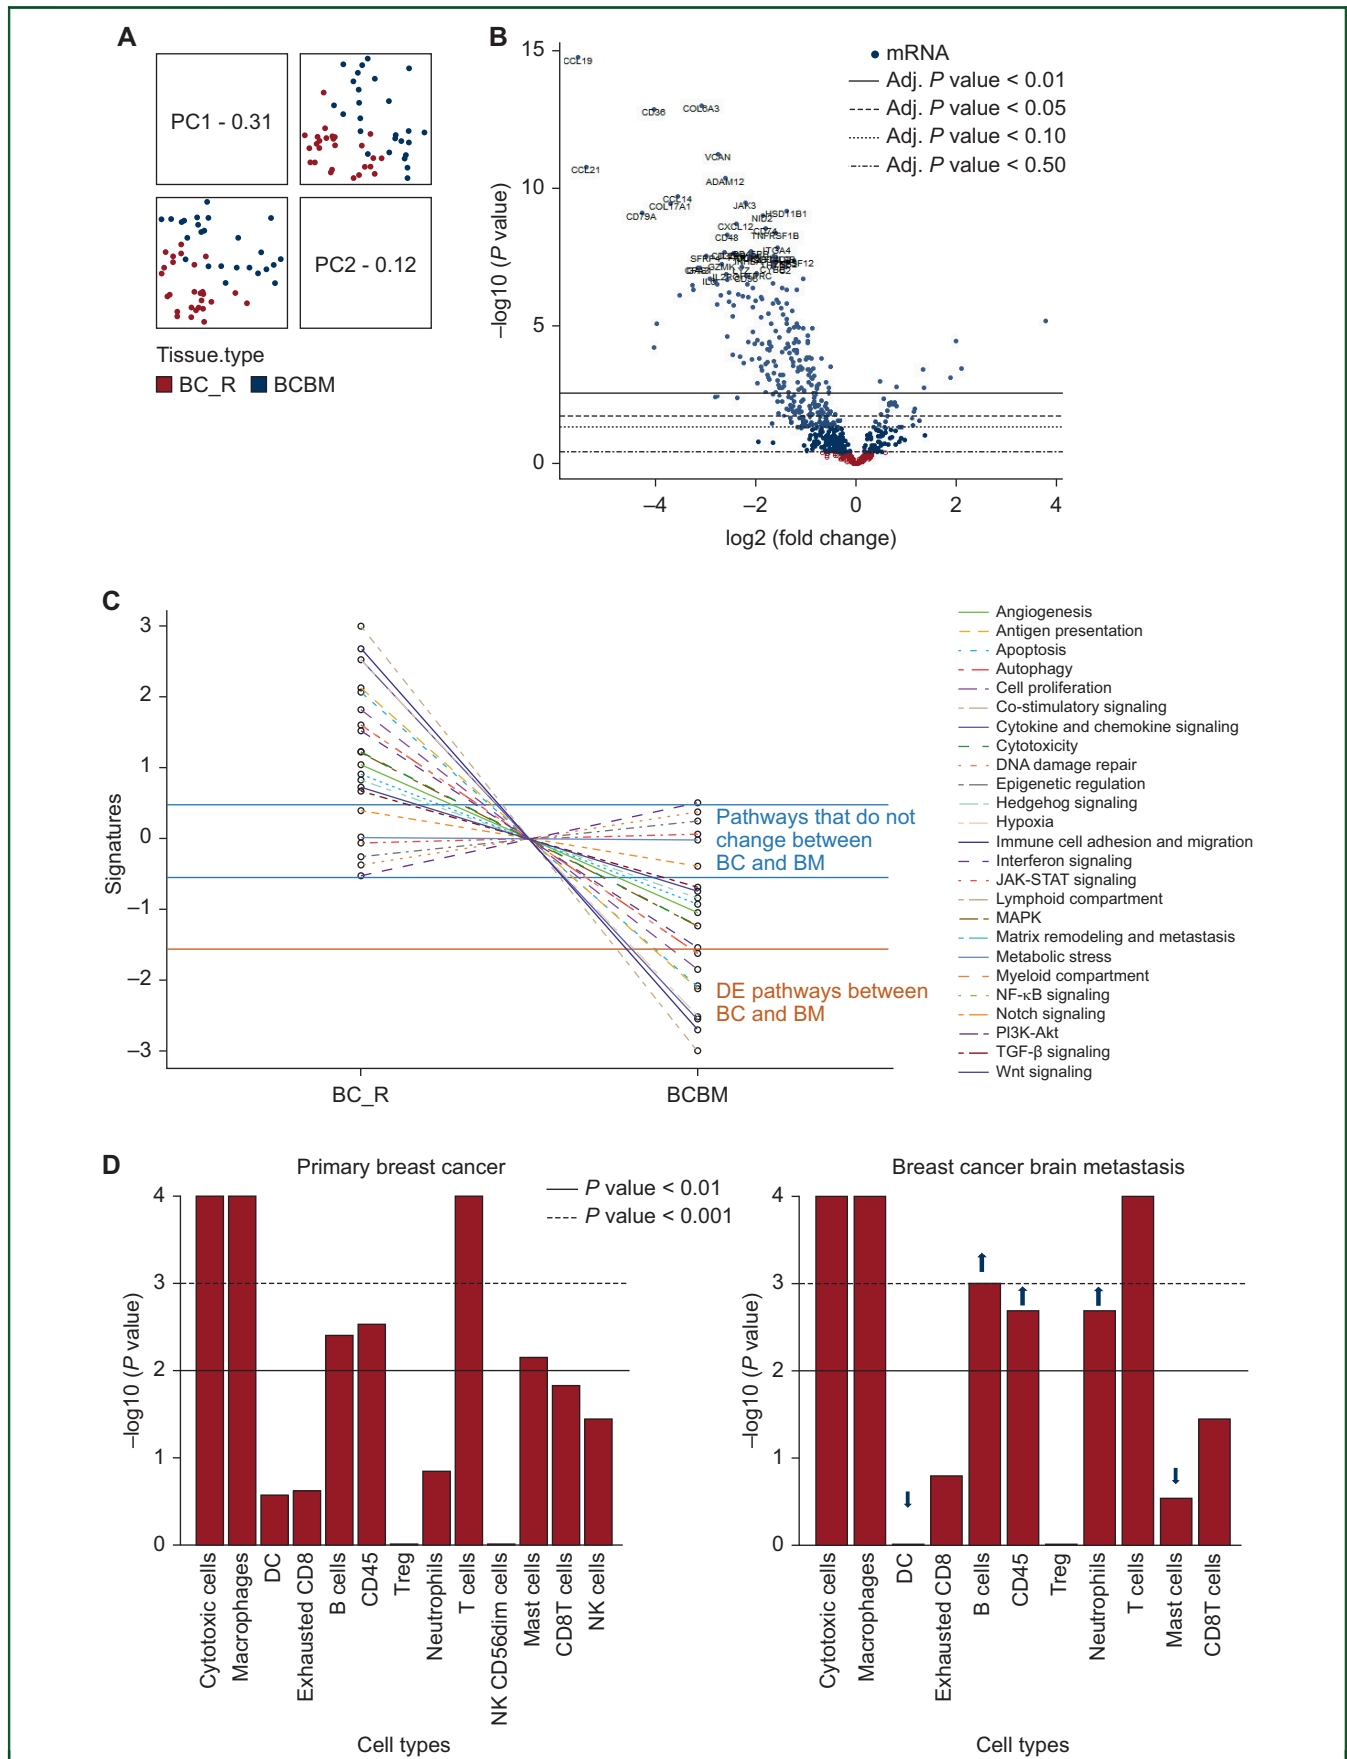 A
PC1 - 0.31
PC2 - 0.12
Tissue.type
BC_R BCBM
B
15
10
5
0
–log10 (P value)
–4 –2 0 2 4
log2 (fold change)
mRNA
Adj. P value < 0.01
Adj. P value < 0.05
Adj. P value < 0.10
Adj. P value < 0.50
CCL19
CD36
COL6A3
VCAN
CCL21
ADAM12
CCL14
COL17A1
JAK3
CD79A
HSD11B1
NID2
CXCL12
CD74
CD48
TNFRSF1B
ITGA4
SFRP4
GZMK
C
3
2
1
0
–1
–2
–3
Signatures
BC_R BCBM
Pathways that do not
change between
BC and BM
DE pathways between
BC and BM
Angiogenesis
Antigen presentation
Apoptosis
Autophagy
Cell proliferation
Co-stimulatory signaling
Cytokine and chemokine signaling
Cytotoxicity
DNA damage repair
Epigenetic regulation
Hedgehog signaling
Hypoxia
Immune cell adhesion and migration
Interferon signaling
JAK-STAT signaling
Lymphoid compartment
MAPK
Matrix remodeling and metastasis
Metabolic stress
Myeloid compartment
NF-κB signaling
Notch signaling
PI3K-Akt
TGF-β signaling
Wnt signaling
D
Primary breast cancer
P value < 0.01
P value < 0.001
4
3
2
1
0
–log10 (P value)
Cytotoxic cells
Macrophages
DC
Exhausted CD8
B cells
CD45
Treg
Neutrophils
T cells
NK CD56dim cells
Mast cells
CD8T cells
NK cells
Cell types
Breast cancer brain metastasis
4
3
2
1
0
–log10 (P value)
Cytotoxic cells
Macrophages
DC
Exhausted CD8
B cells
CD45
Treg
Neutrophils
T cells
Mast cells
CD8T cells
Cell types